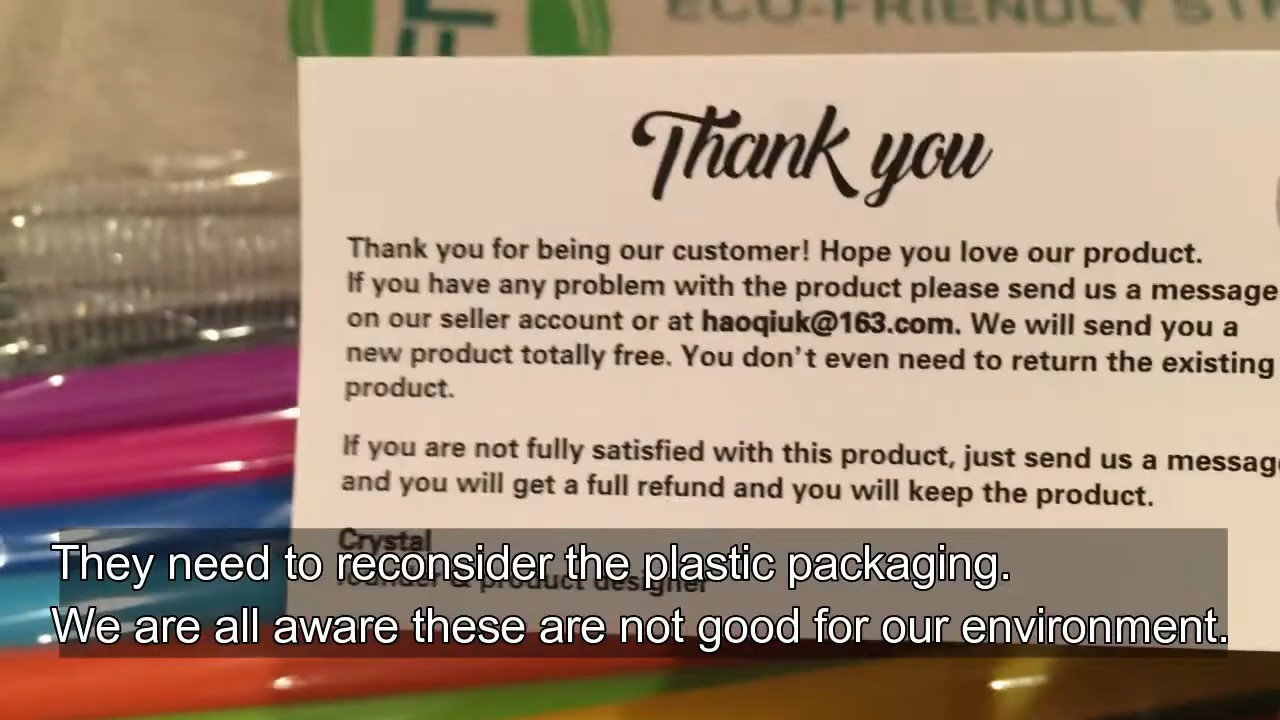 ECO-FRIENDLY
Thank you
Thank you for being our customer! Hope you love our product.
If you have any problem with the product please send us a message
on our seller account or at haoqiuk@163.com. We will send you a
new product totally free. You don't even need to return the existing
product.
If you are not fully satisfied with this product, just send us a messag
and you will get a full refund and you will keep the product.
Crystal
founder & product designer
They need to reconsider the plastic packaging.
We are all aware these are not good for our environment.